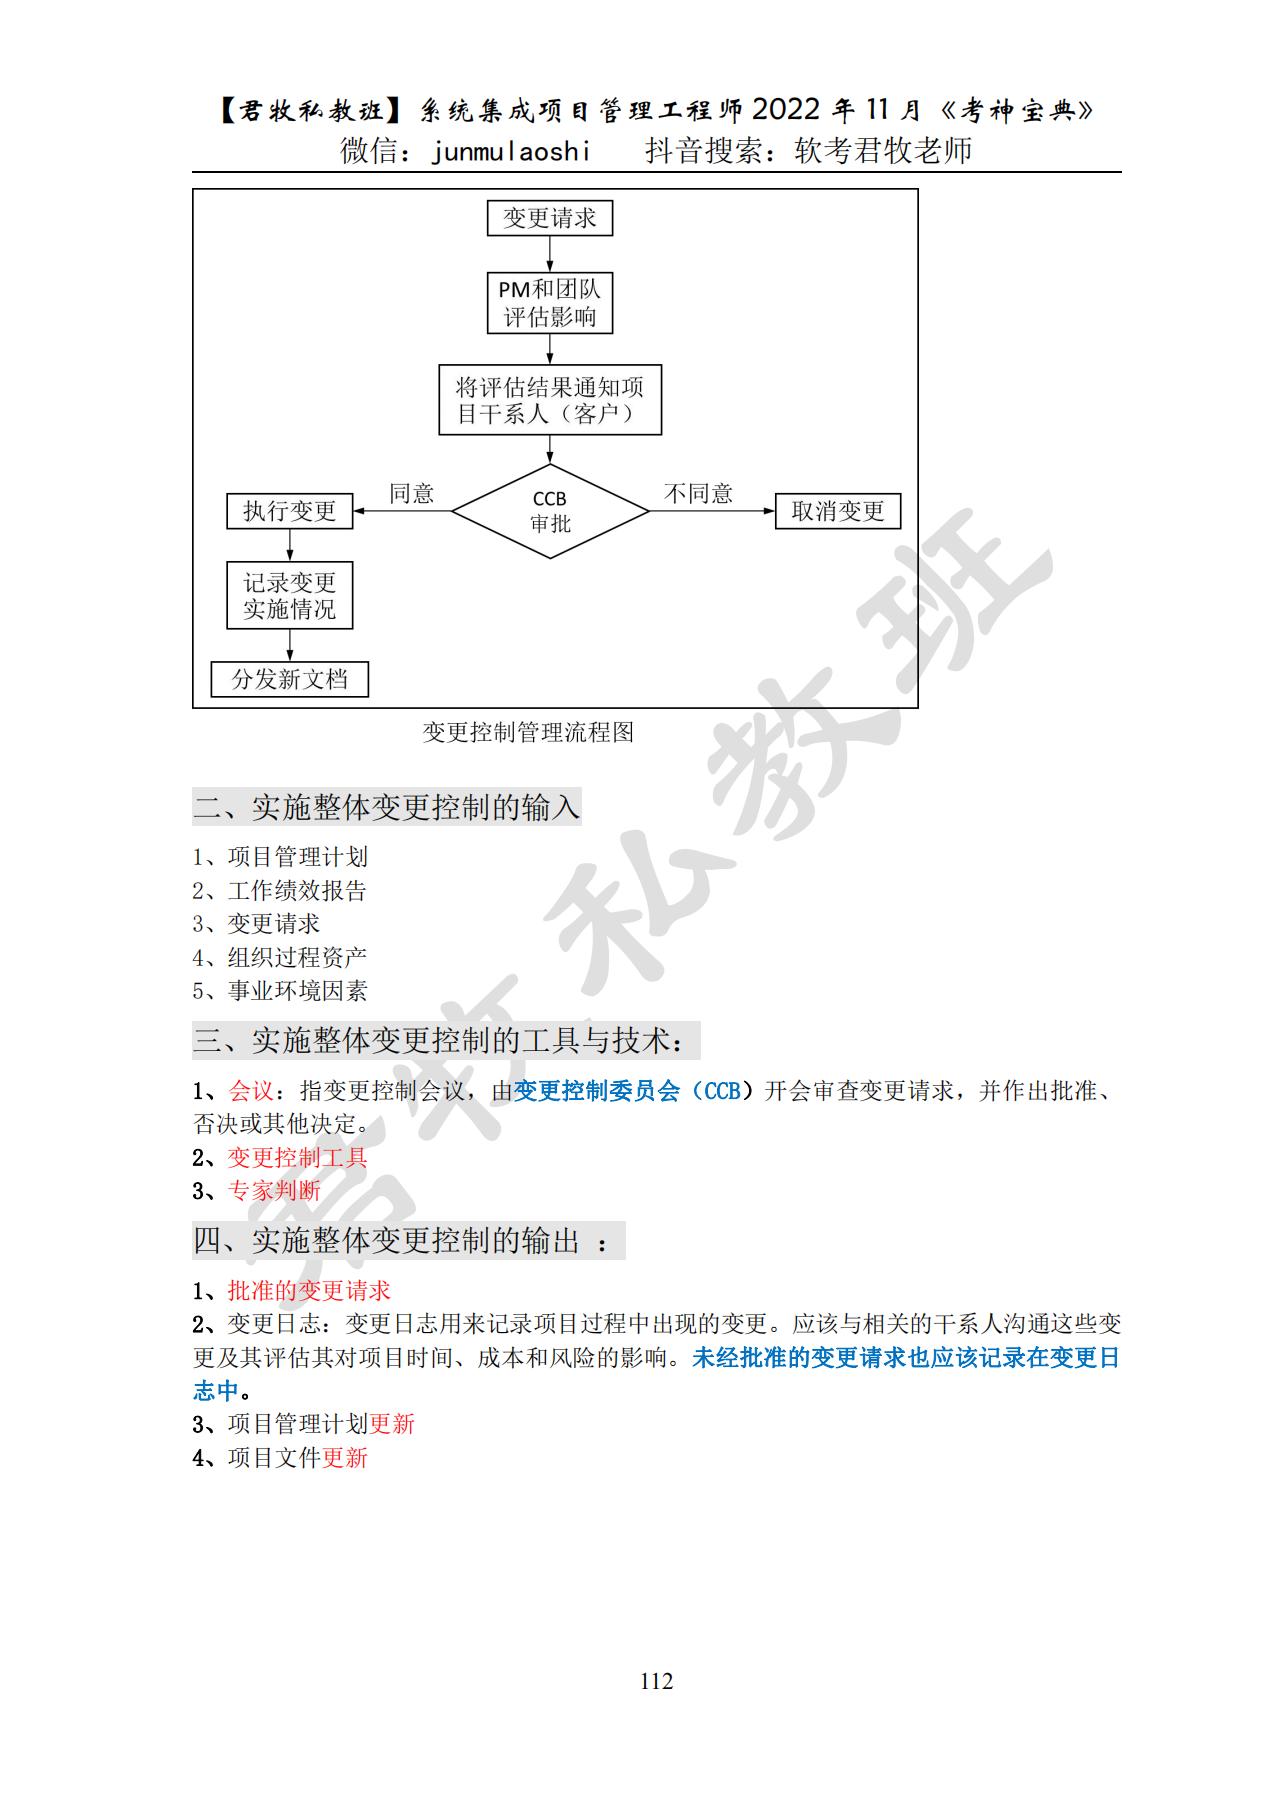 【君牧私教班】系统集成项目管理工程师 2022 年 11 月《考神宝典》
微信：junmulaoshi 抖音搜索：软考君牧老师
变更请求
PM和团队
评估影响
将评估结果通知项
目干系人（客户）
同意
不同意
执行变更
CCB
审批
取消变更
记录变更
实施情况
分发新文档
变更控制管理流程图
二、实施整体变更控制的输入
1、项目管理计划
2、工作绩效报告
3、变更请求
4、组织过程资产
5、事业环境因素
三、实施整体变更控制的工具与技术：
1、会议：指变更控制会议，由变更控制委员会（CCB）开会审查变更请求，并作出批准、
否决或其他决定。
2、变更控制工具
3、专家判断
四、实施整体变更控制的输出 ：
1、批准的变更请求
2、变更日志：变更日志用来记录项目过程中出现的变更。应该与相关的干系人沟通这些变
更及其评估其对项目时间、成本和风险的影响。未经批准的变更请求也应该记录在变更日
志中。
3、项目管理计划更新
4、项目文件更新
君牧私教班
112